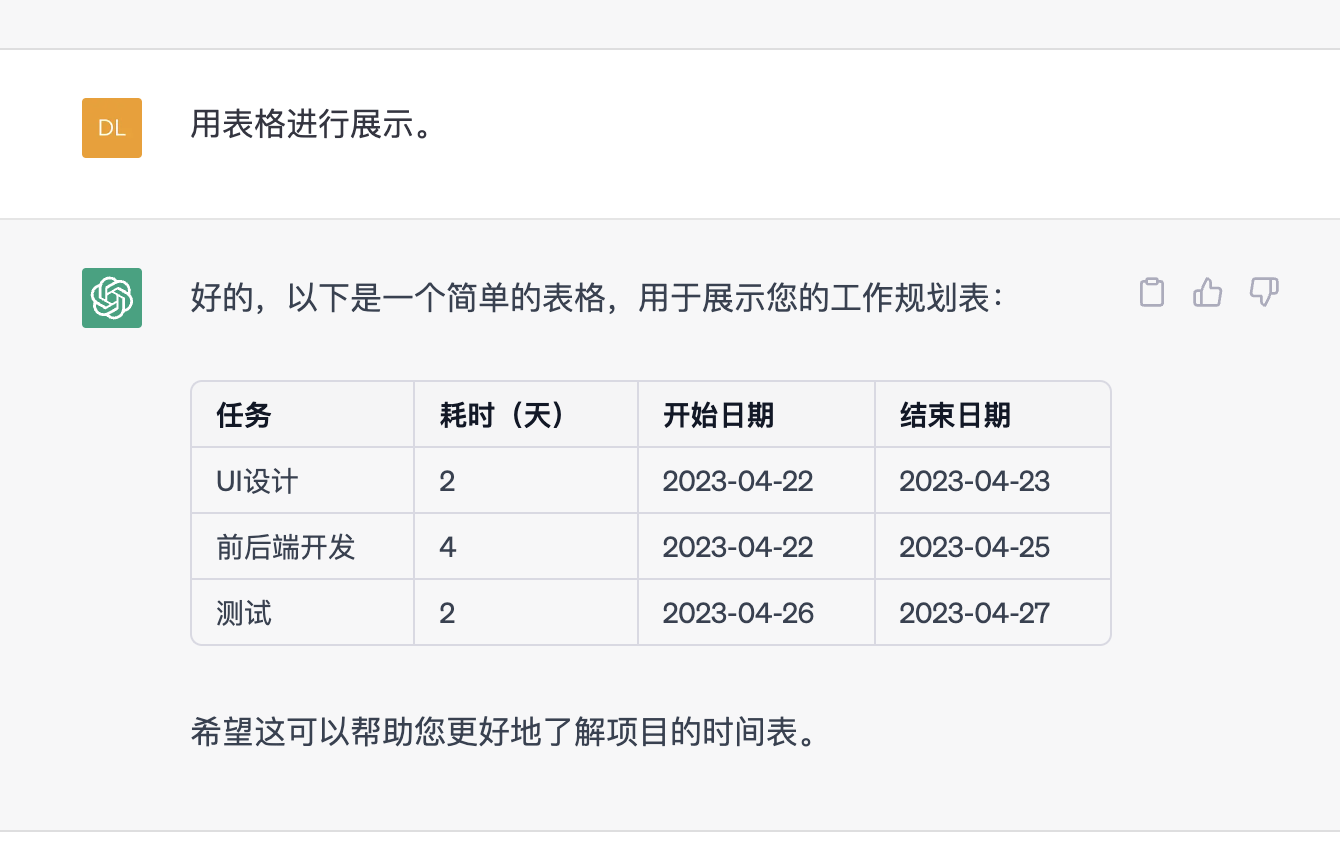 DL
用表格进行展示。
好的，以下是一个简单的表格，用于展示您的工作规划表：
任务 耗时（天） 开始日期 结束日期
UI设计 2 2023-04-22 2023-04-23
前后端开发 4 2023-04-22 2023-04-25
测试 2 2023-04-26 2023-04-27
希望这可以帮助您更好地了解项目的时间表。